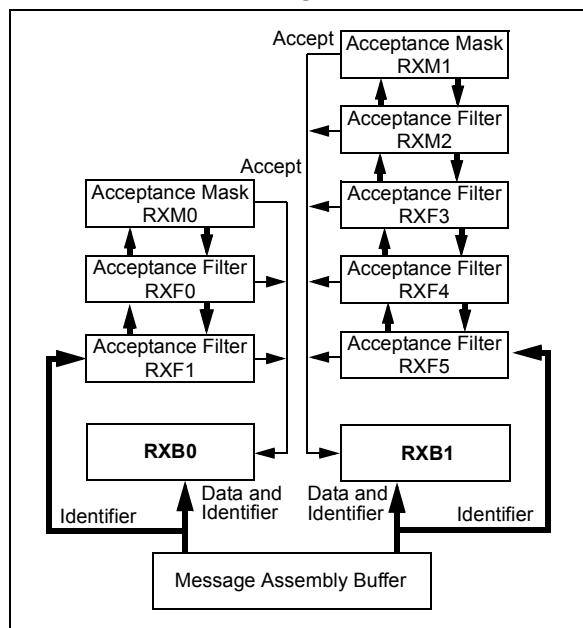 Accept
Acceptance Mask
RXM1
Acceptance Filter
RXM2
Accept
Acceptance Mask
RXM0
Acceptance Filter
RXF3
Acceptance Filter
RXF0
Acceptance Filter
RXF4
Acceptance Filter
RXF1
Acceptance Filter
RXF5
RXB0
RXB1
Identifier
Data and
Identifier
Data and
Identifier
Identifier
Message Assembly Buffer